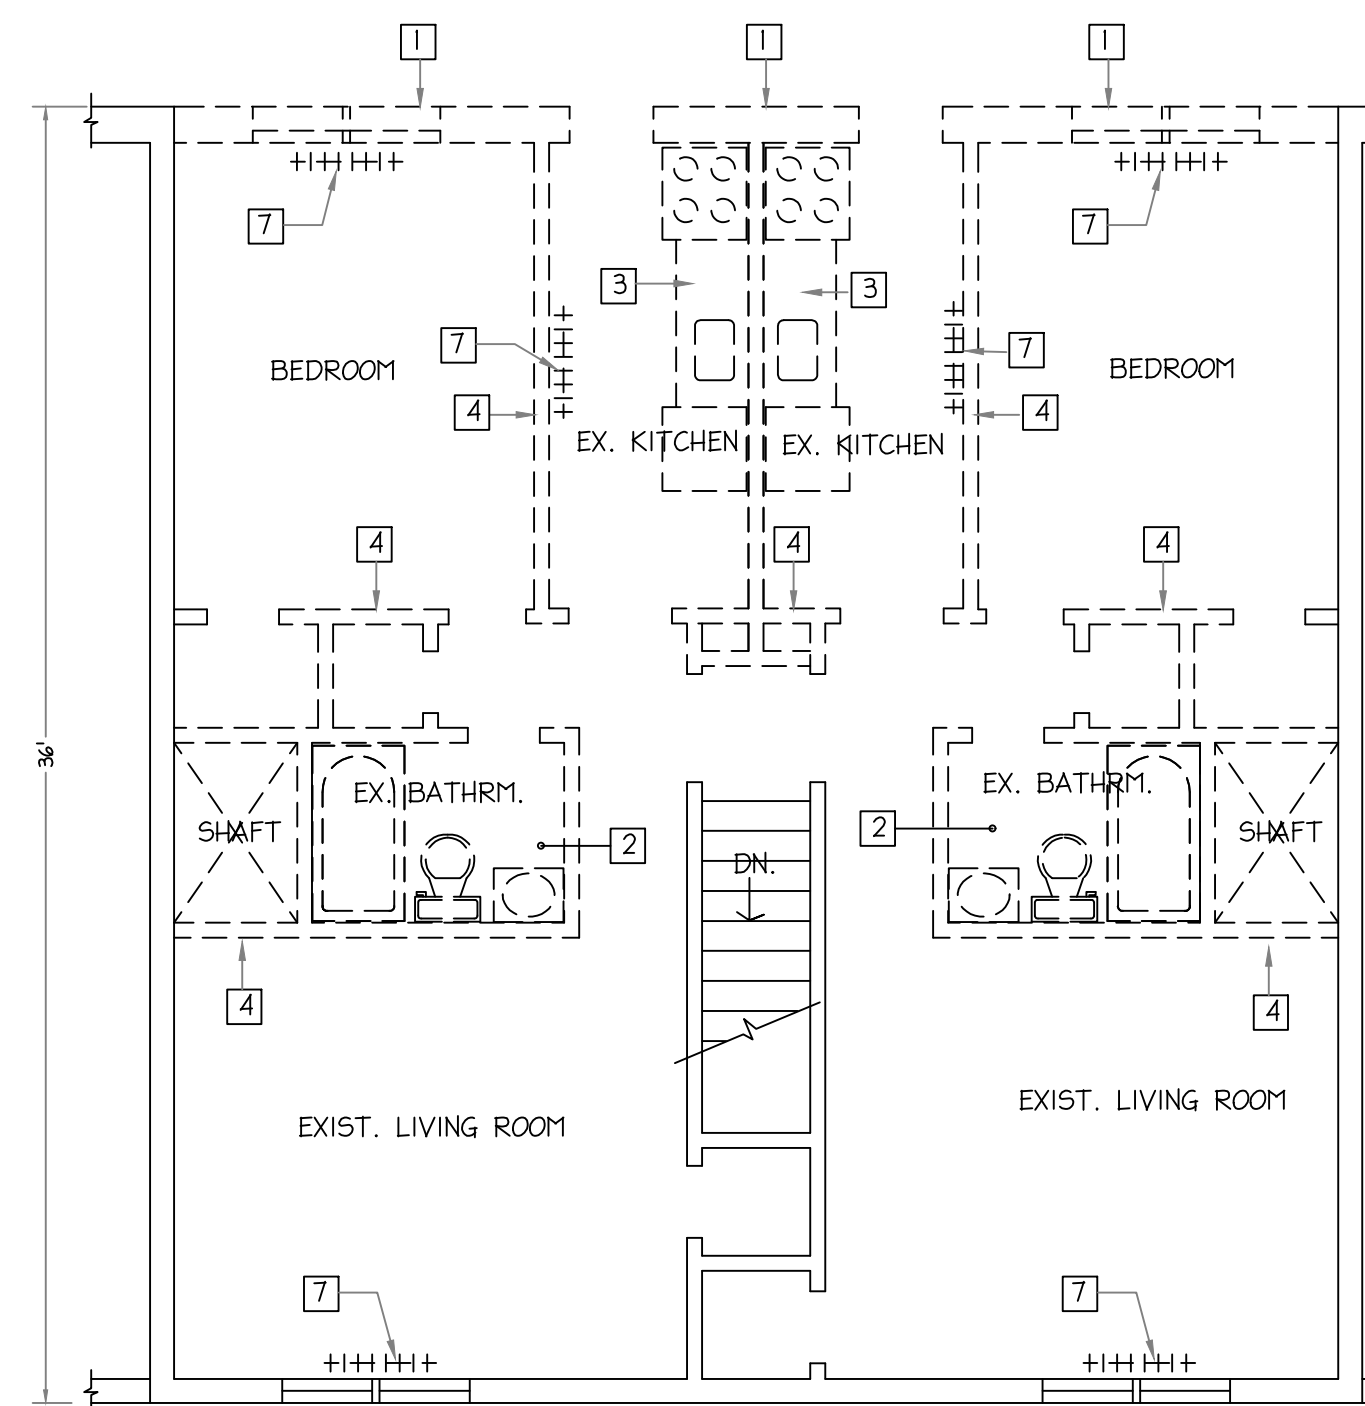 1 1 1
7 7
3 3
7 7
BEDROOM BEDROOM
4 4
EX. KITCHEN EX. KITCHEN
4 4 4
36'
EX. BATHRM. EX. BATHRM.
SHAFT SHAFT
2 2
DN.
4 4
EXIST. LIVING ROOM EXIST. LIVING ROOM
7 7